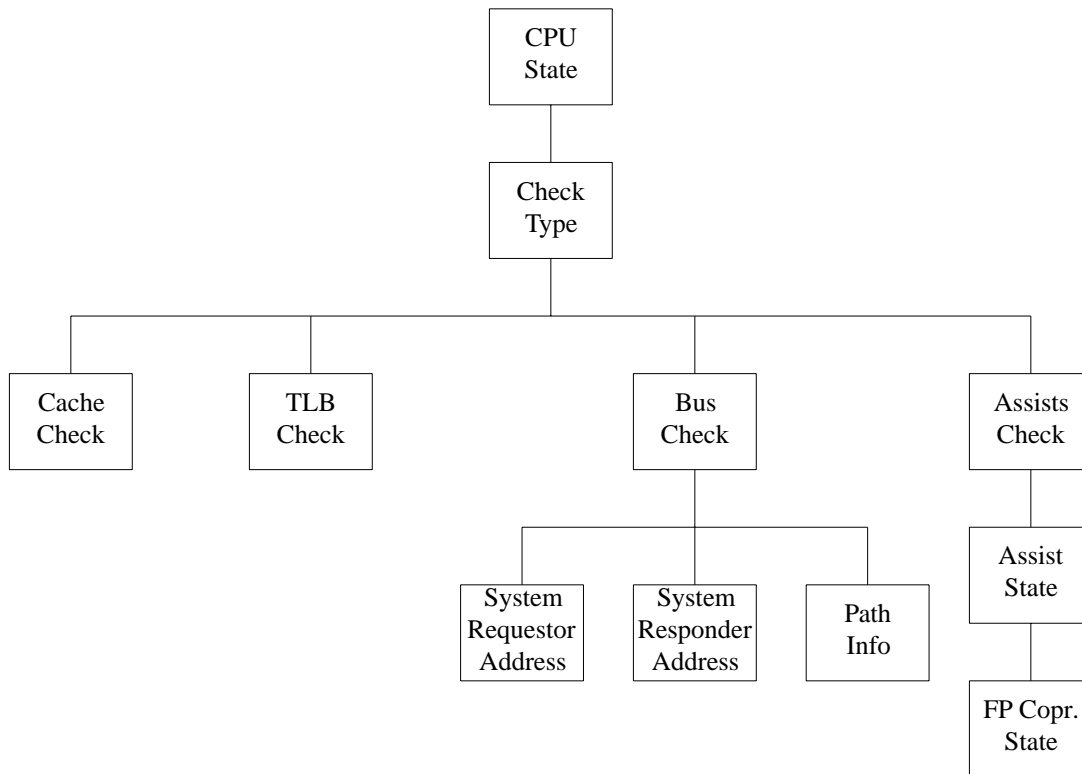 CPU
State
Check
Type
Cache
Check
TLB
Check
Bus
Check
Assists
Check
System
Requestor
Address
System
Responder
Address
Path
Info
Assist
State
FP Copr.
State